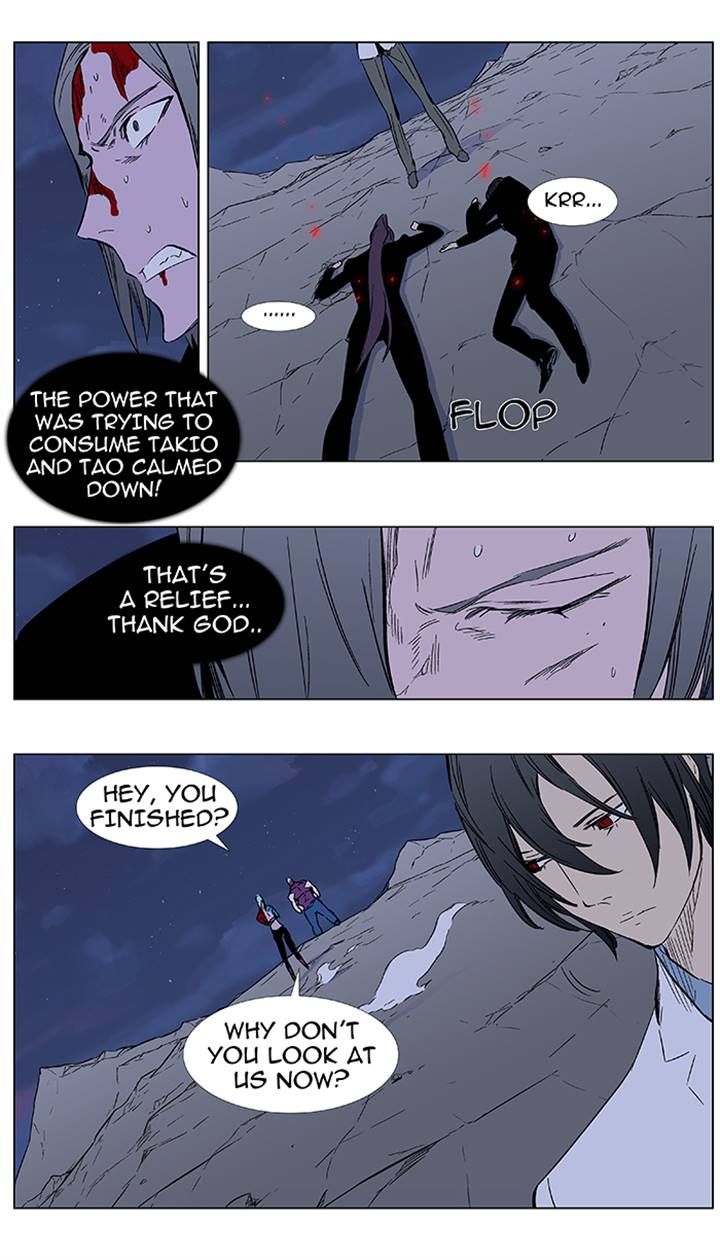 KRR...
......
FLOP
THE POWER THAT
WAS TRYING TO
CONSUME TAKIO
AND TAO CALMED
DOWN!
THAT'S
A RELIEF...
THANK GOD..
HEY, YOU
FINISHED?
WHY DON'T
YOU LOOK AT
US NOW?